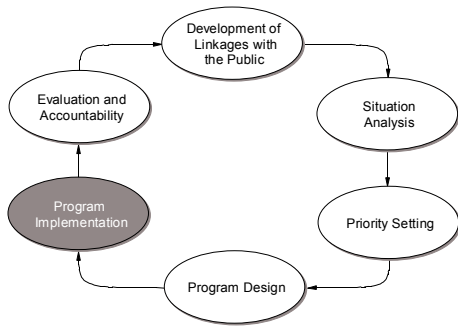 Development of
Linkages with
the Public
Situation
Analysis
Priority Setting
Program Design
Program
Implementation
Evaluation and
Accountability